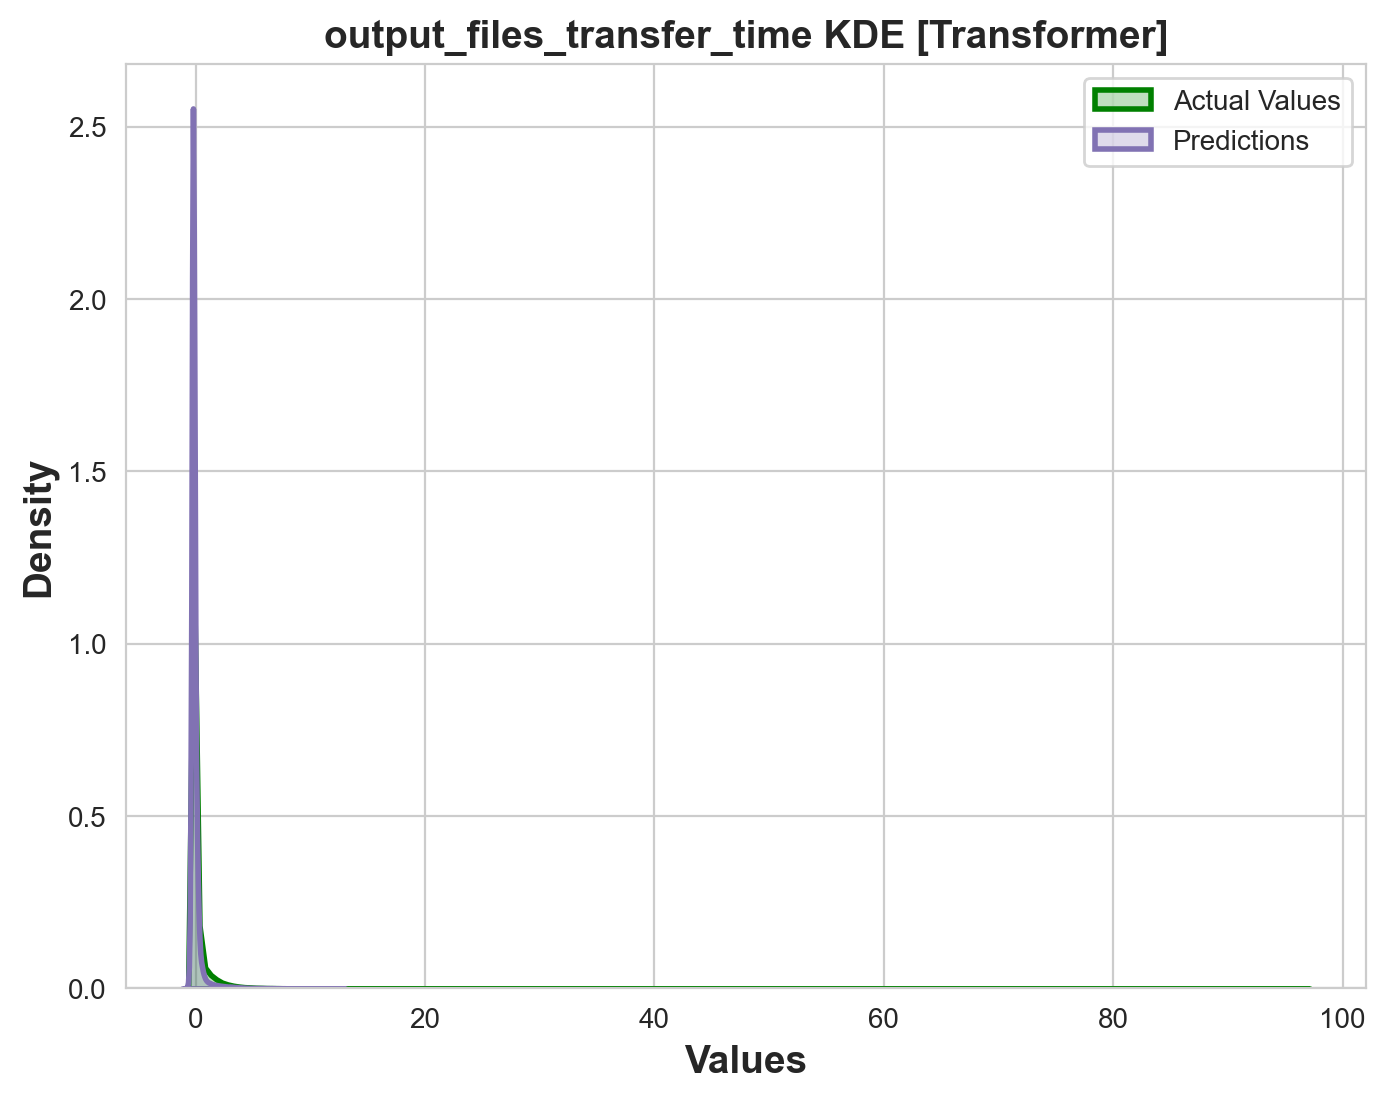 output_files_transfer_time KDE [Transformer]
Actual Values
Predictions
2.5
2.0
1.5
1.0
0.5
0.0
Density
0
20
40
60
80
100
Values